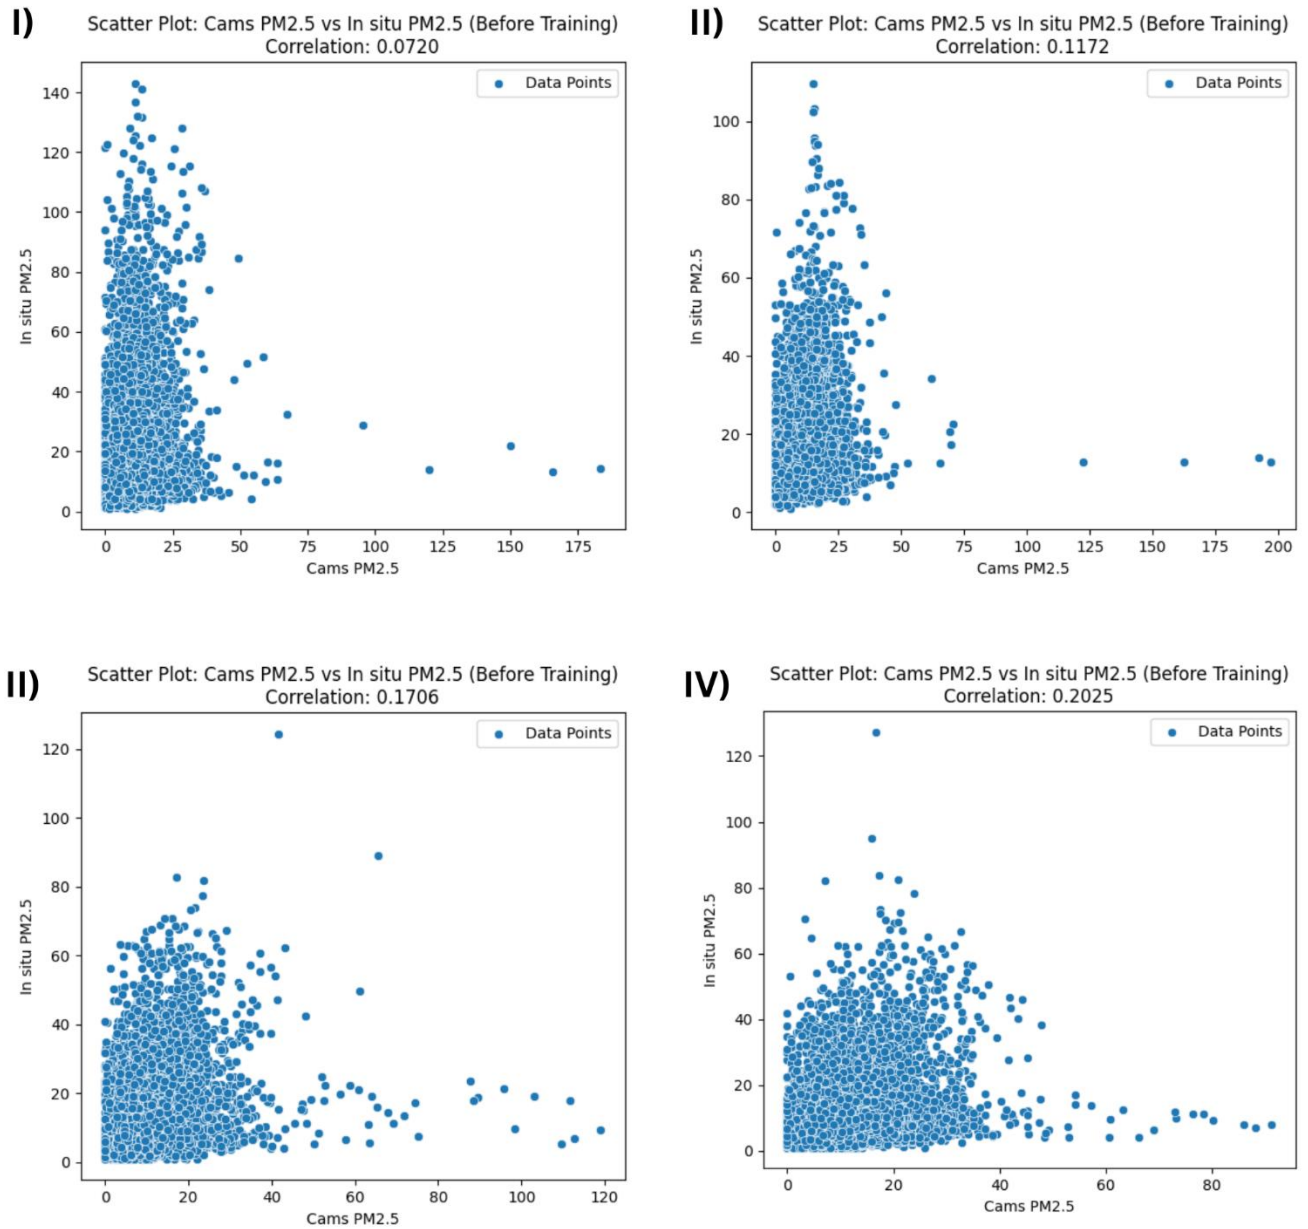 I)
Scatter Plot: Cams PM2.5 vs In situ PM2.5 (Before Training)
Correlation: 0.0720
Data Points
140
120
100
80
60
40
20
0
In situ PM2.5
0 25 50 75 100 125 150 175
Cams PM2.5
II)
Scatter Plot: Cams PM2.5 vs In situ PM2.5 (Before Training)
Correlation: 0.1172
Data Points
100
80
60
40
20
0
In situ PM2.5
0 25 50 75 100 125 150 175 200
Cams PM2.5
II)
Scatter Plot: Cams PM2.5 vs In situ PM2.5 (Before Training)
Correlation: 0.1706
Data Points
120
100
80
60
40
20
0
In situ PM2.5
0 20 40 60 80 100 120
Cams PM2.5
IV)
Scatter Plot: Cams PM2.5 vs In situ PM2.5 (Before Training)
Correlation: 0.2025
Data Points
120
100
80
60
40
20
0
In situ PM2.5
0 20 40 60 80
Cams PM2.5